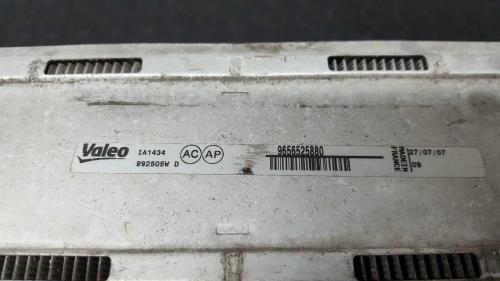 Valeo
IA1434
992505W D
AC AP
9656525880
MADE IN
FRANCE
27/07/07
09